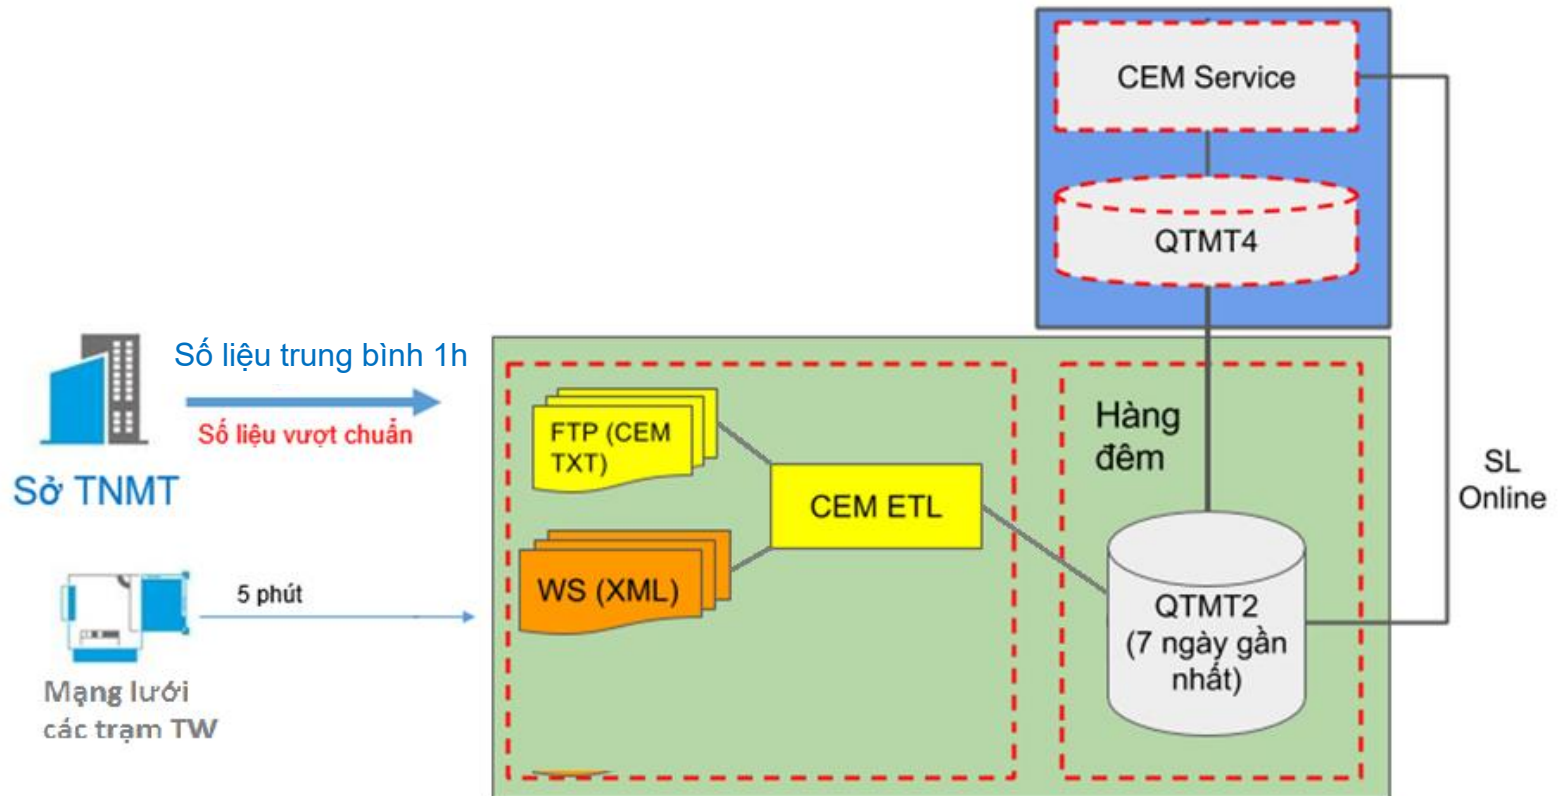 CEM Service
QTMT4
Số liệu trung bình 1h
Số liệu vượt chuẩn
Sở TNMT
5 phút
Mạng lưới
các trạm TW
FTP (CEM
TXT)
WS (XML)
CEM ETL
Hàng
đêm
QTMT2
(7 ngày gần
nhất)
SL
Online